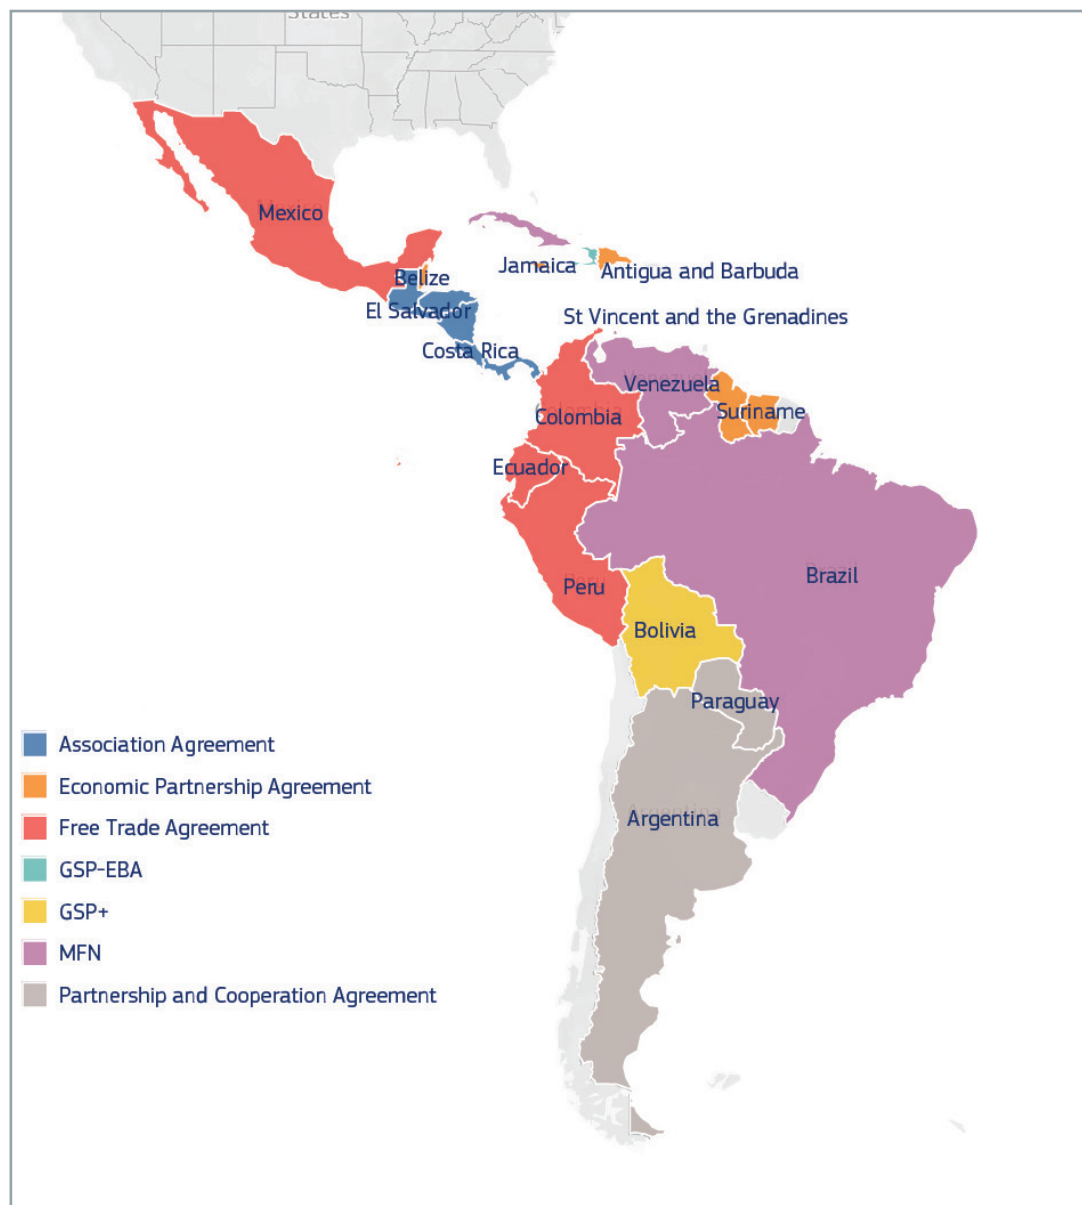 States
Mexico
Jamaica
Antigua and Barbuda
Belize
El Salvador
St Vincent and the Grenadines
Costa Rica
Venezuela
Colombia
Suriname
Ecuador
Brazil
Peru
Bolivia
Paraguay
Argentina
Association Agreement
Economic Partnership Agreement
Free Trade Agreement
GSP-EBA
GSP+
MFN
Partnership and Cooperation Agreement